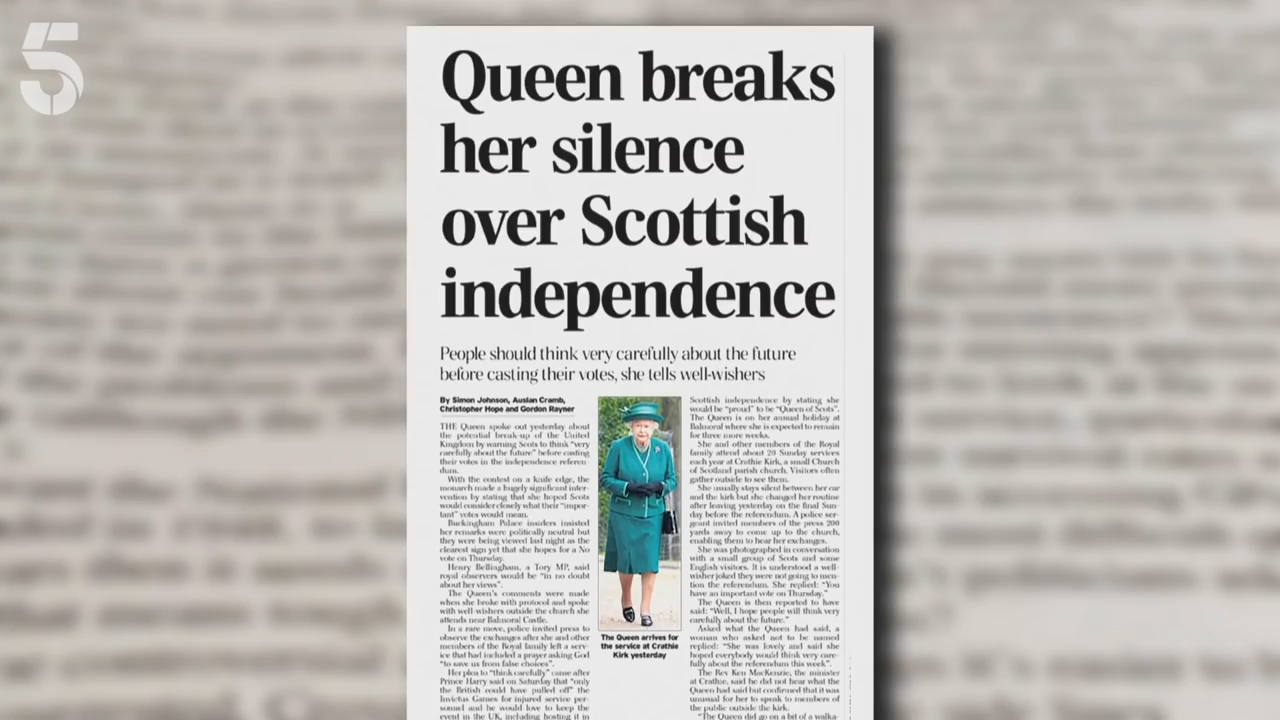 5
Queen breaks
her silence
over Scottish
independence
People should think very carefully about the future
before casting their votes, she tells well-wishers
By Simon Johnson, Auslan Cramb,
Christopher Hope and Gordon Rayner
THE Queen spoke out yesterday about
the potential break-up of the United
Kingdom by warning Scots to think "very
carefully about the future" before casting
their votes in the independence referen-
dum.
With the contest on a knife edge, the
monarch made a hugely significant inter-
vention by stating that she hoped Scots
would consider closely what their "impor-
tant" votes would mean.
Buckingham Palace insiders insisted
her remarks were politically neutral but
they were being viewed last night as the
clearest sign yet that she hopes for a No
vote on Thursday.
Henry Bellingham, a Tory MP, said
royal observers would be "in no doubt
about her views".
The Queen's comments were made
when she broke with protocol and spoke
with well-wishers outside the church she
attends near Balmoral Castle.
In a rare move, police invited press to
observe the exchanges after she and other
members of the Royal family left a serv-
ice that had included a prayer asking God
"to save us from false choices".
Her plea to "think carefully" came after
Prince Harry said on Saturday that "only
the British could have pulled off" the
Invictus Games for injured service per-
sonnel and he would love to keep the
event in the UK, including hosting it in
The Queen arrives for
the service at Crathie
Kirk yesterday
Scottish independence by stating she
would be "proud" to be "Queen of Scots".
The Queen is on her annual holiday at
Balmoral where she is expected to remain
for three more weeks.
She and other members of the Royal
family attend about 20 Sunday services
each year at Crathie Kirk, a small Church
of Scotland parish church. Visitors often
gather outside to see them.
She usually stays silent between her car
and the kirk but she changed her routine
after leaving yesterday on the final Sun-
day before the referendum. A police ser-
geant invited members of the press 200
yards away to come up to the church,
enabling them to hear her exchanges.
She was photographed in conversation
with a small group of Scots and some
English visitors. It is understood a well-
wisher joked they were not going to men-
tion the referendum. She replied: "You
have an important vote on Thursday."
The Queen is then reported to have
said: "Well, I hope people will think very
carefully about the future."
Asked what the Queen had said, a
woman who asked not to be named
replied: "She was lovely and said she
hoped everybody would think very care-
fully about the referendum this week".
The Rev Ken MacKenzie, the minister
at Crathie, said he did not hear what the
Queen had said but confirmed that it was
unusual for her to speak to members of
the public outside the kirk.
"The Queen did go on a bit of a walka-